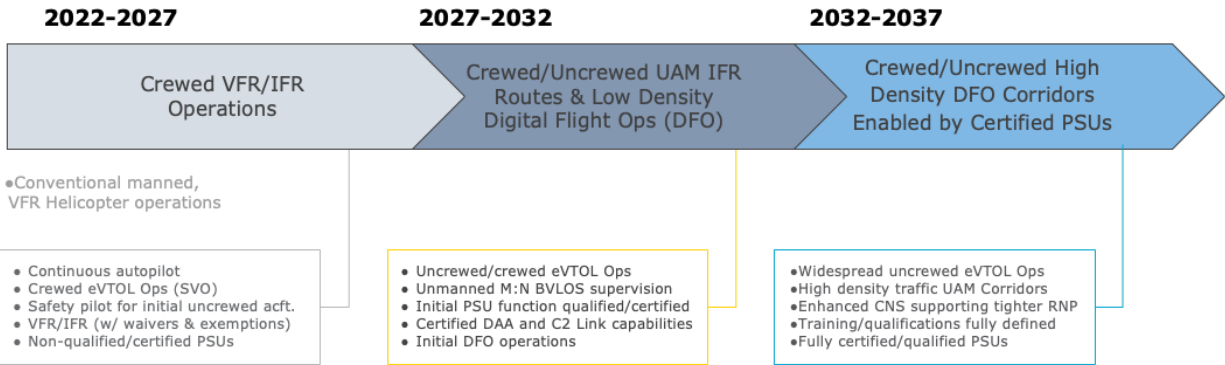 2022-2027
2027-2032
2032-2037
Crewed VFR/IFR
Operations
Crewed/Uncrewed UAM IFR
Routes & Low Density
Digital Flight Ops (DFO)
Crewed/Uncrewed High
Density DFO Corridors
Enabled by Certified PSUs
•Conventional manned,
VFR Helicopter operations
• Continuous autopilot
• Crewed eVTOL Ops (SVO)
• Safety pilot for initial uncrewed acft.
• VFR/IFR (w/ waivers & exemptions)
• Non-qualified/certified PSUs
• Uncrewed/crewed eVTOL Ops
• Unmanned M:N BVLOS supervision
• Initial PSU function qualified/certified
• Certified DAA and C2 Link capabilities
• Initial DFO operations
•Widespread uncrewed eVTOL Ops
•High density traffic UAM Corridors
•Enhanced CNS supporting tighter RNP
•Training/qualifications fully defined
•Fully certified/qualified PSUs